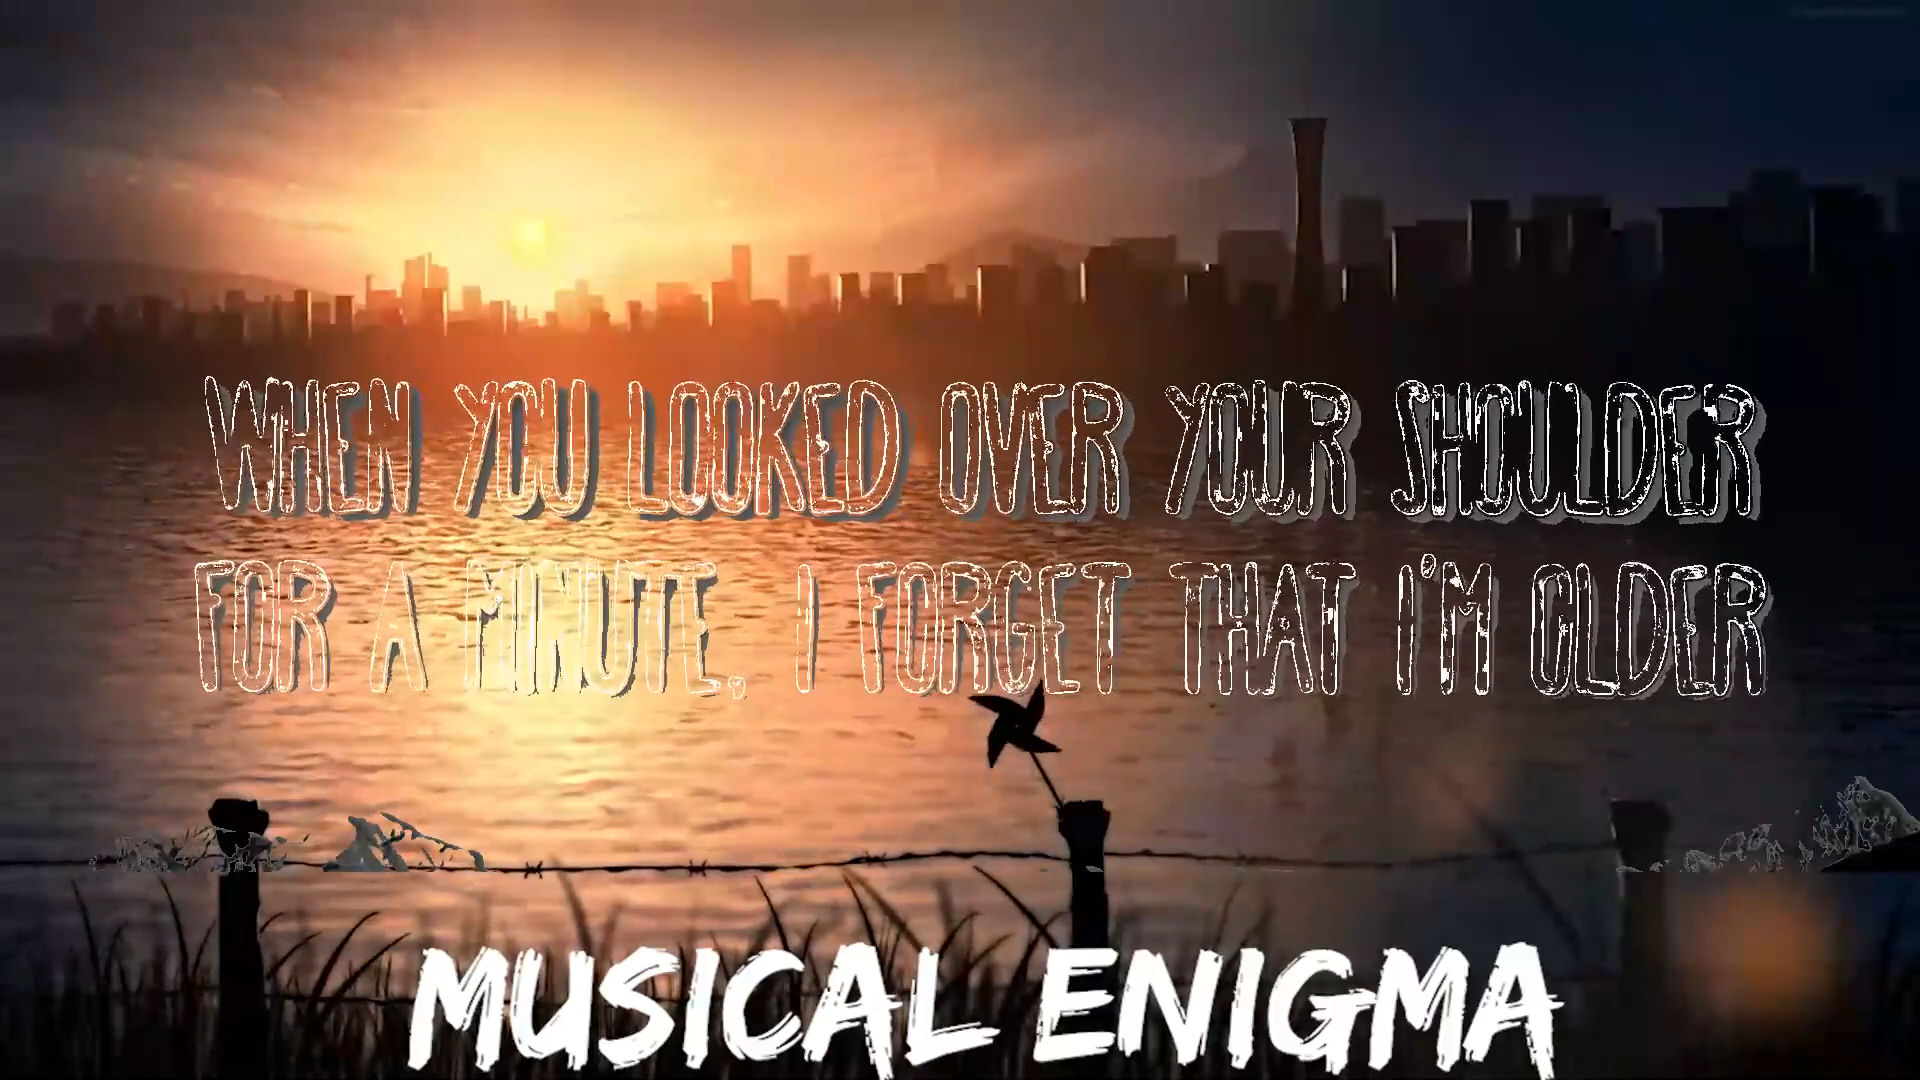 WHEN YOU LOOKED OVER YOUR SHOULDER
FOR A MINUTE, I FORGET THAT I'M OLDER
MUSICAL ENIGMA